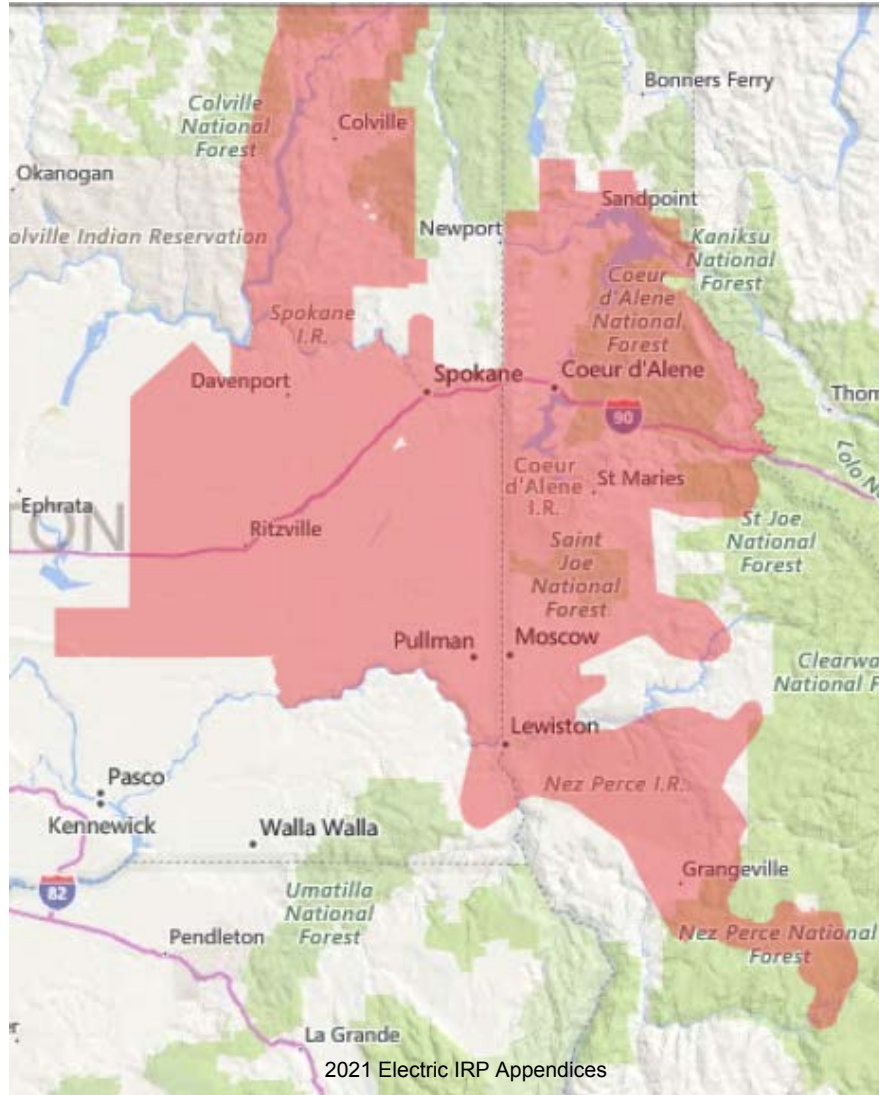 Bonners Ferry
Colville
National
Forest
Colville
Okanogan
Sandpoint
Newport
olville Indian Reservation
Kaniksu
National
Forest
Coeur
d'Alene
National
Forest
Spokane
I.R.
Davenport
Spokane
Coeur d'Alene
Thom
90
Lolo N
Coeur
d'Alene
I.R.
St Maries
Ephrata
TON
Ritzville
St Joe
National
Forest
Saint
Joe
National
Forest
Pullman
Moscow
Clearwa
National F
Lewiston
Pasco
Nez Perce I.R.
Kennewick
Walla Walla
Grangeville
82
Umatilla
National
Forest
Pendleton
Nez Perce National
Forest
La Grande
2021 Electric IRP Appendices